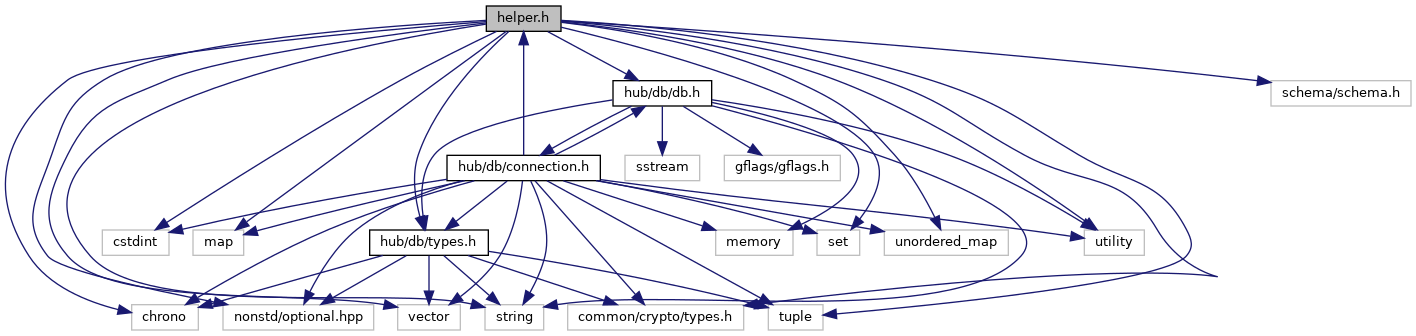 helper.h
hub/db/db.h
schema/schema.h
hub/db/connection.h
sstream
gflags/gflags.h
cstdint
map
hub/db/types.h
memory
set
unordered_map
utility
chrono
nonstd/optional.hpp
vector
string
common/crypto/types.h
tuple